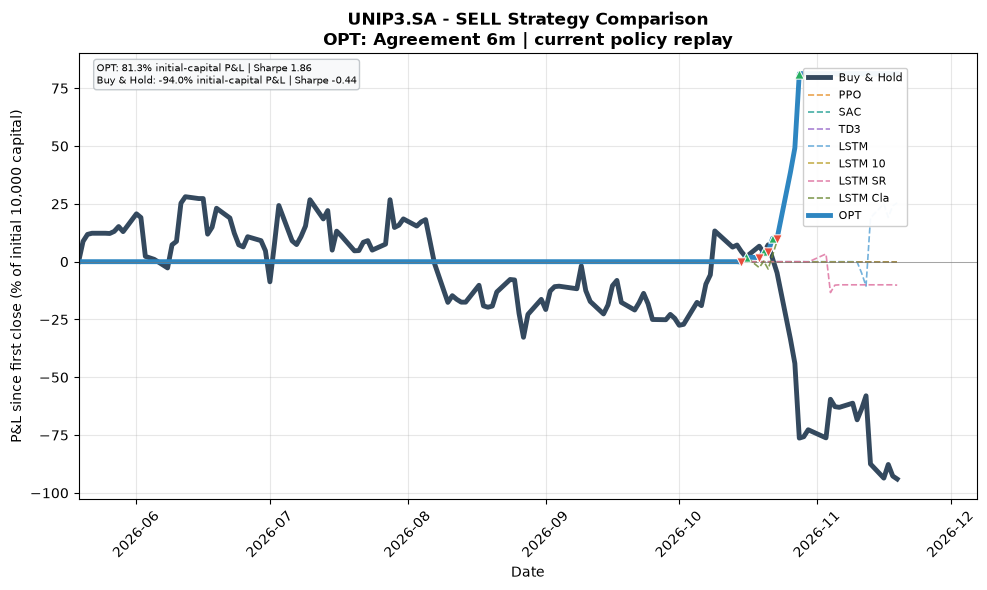 UNIP3.SA - SELL Strategy Comparison
OPT: Agreement 6m | current policy replay
OPT: 81.3% initial-capital P&L | Sharpe 1.86
Buy & Hold: -94.0% initial-capital P&L | Sharpe -0.44
Buy & Hold
PPO
SAC
TD3
LSTM
LSTM 10
LSTM SR
LSTM Cla
OPT
P&L since first close (% of initial 10,000 capital)
75
50
25
0
−25
−50
−75
−100
2026-06
2026-07
2026-08
2026-09
2026-10
2026-11
2026-12
Date